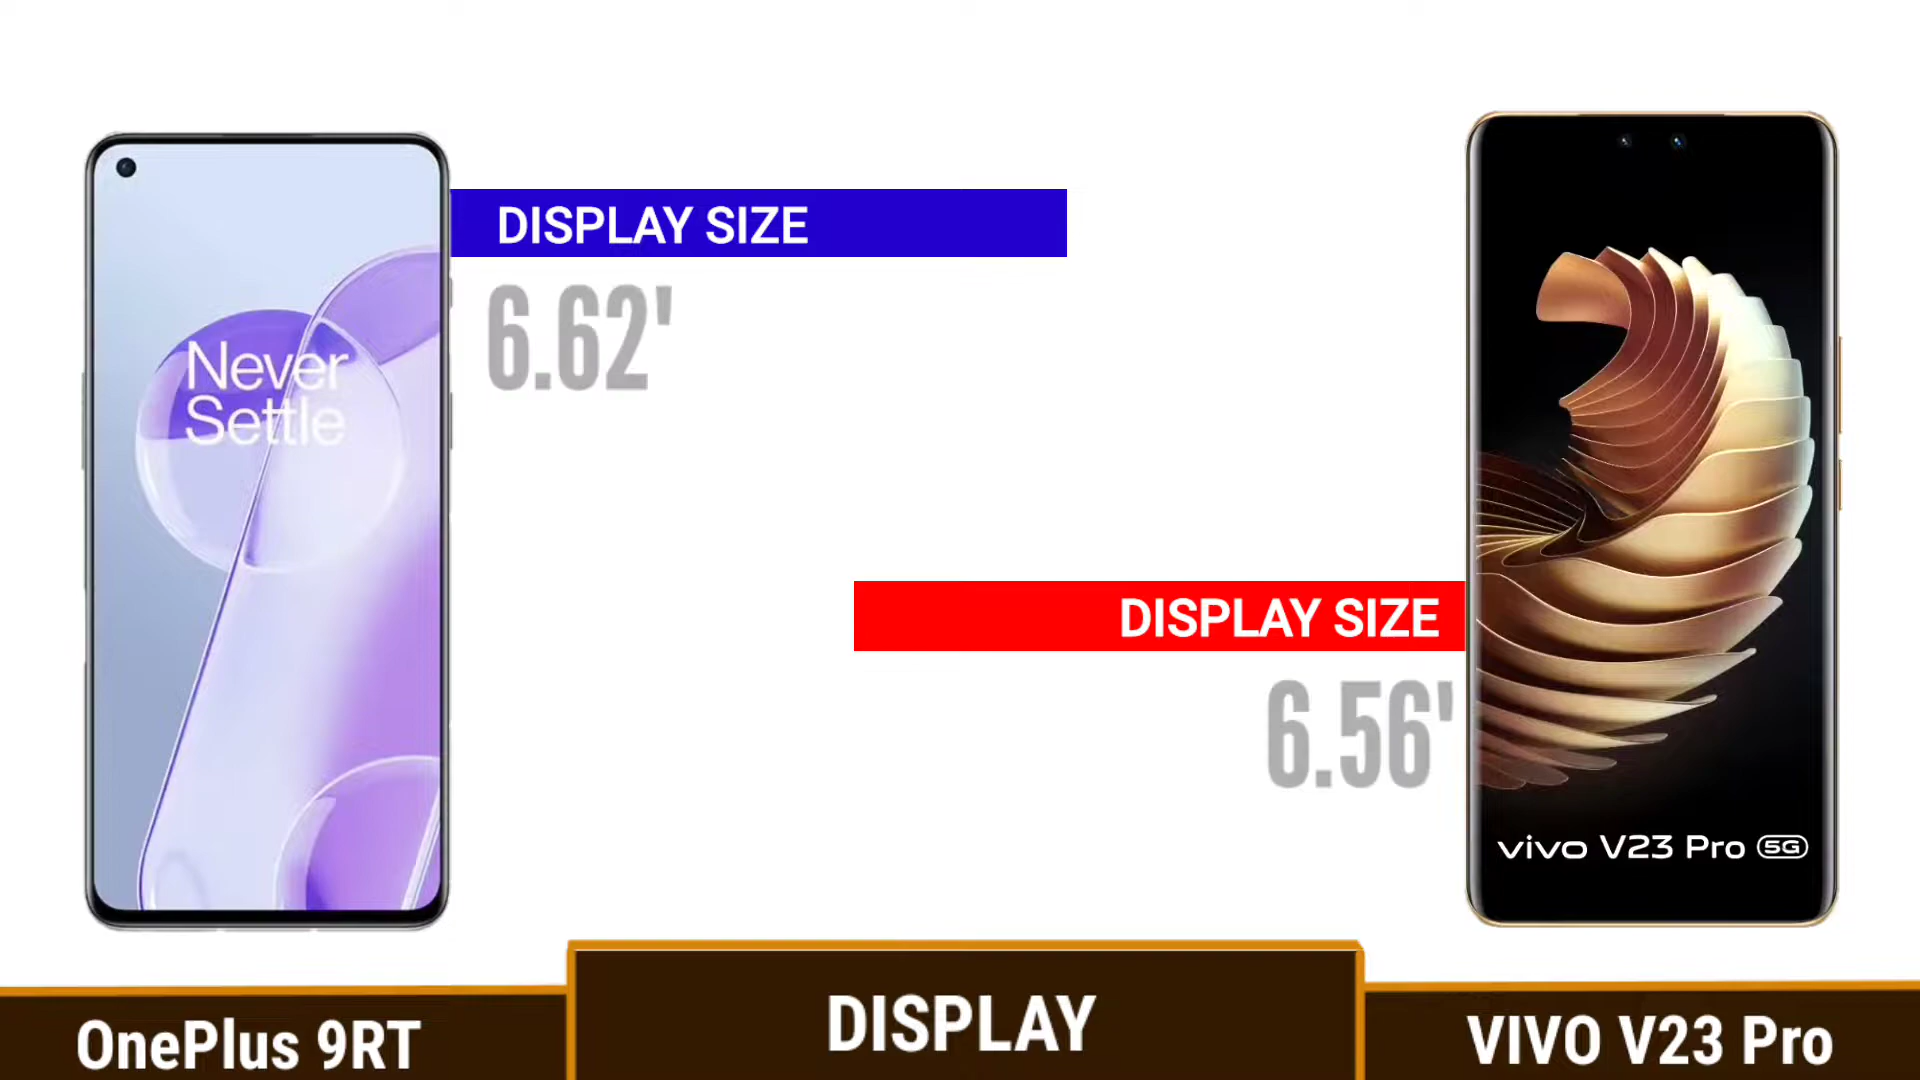 DISPLAY SIZE
6.62'
Never
Settle
DISPLAY SIZE
6.56'
vivo V23 Pro 5G
OnePlus 9RT
DISPLAY
VIVO V23 Pro